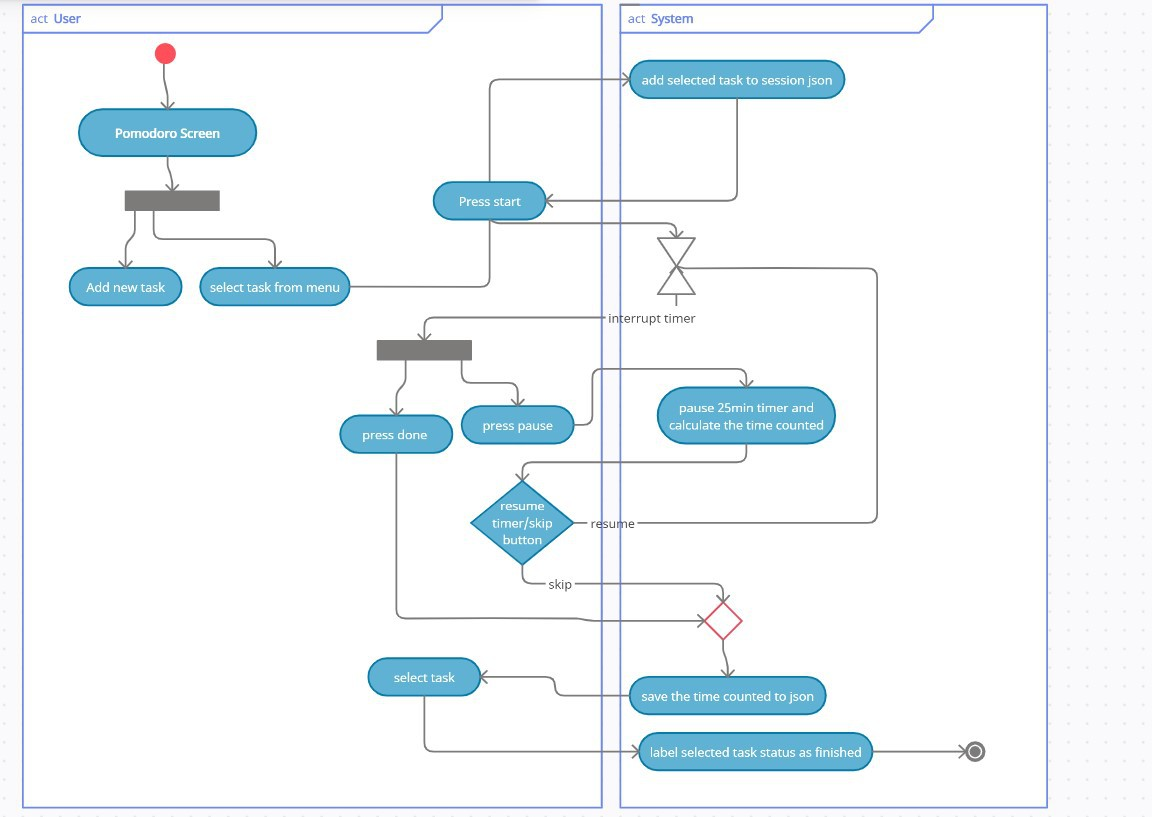 act User
act System
add selected task to session json
Pomodoro Screen
Press start
Add new task
select task from menu
interrupt timer
pause 25min timer and
calculate the time counted
press done
press pause
resume
timer/skip
button
resume
skip
select task
save the time counted to json
label selected task status as finished